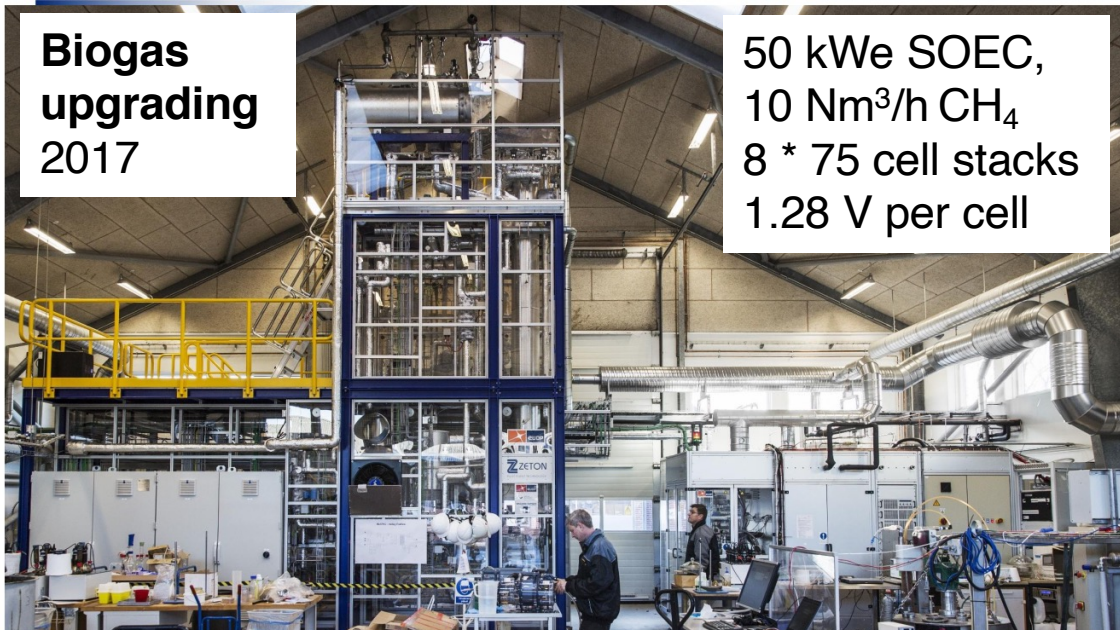 Biogas
upgrading
2017
50 kWe SOEC,
10 Nm³/h CH₄
8 * 75 cell stacks
1.28 V per cell
ZETON